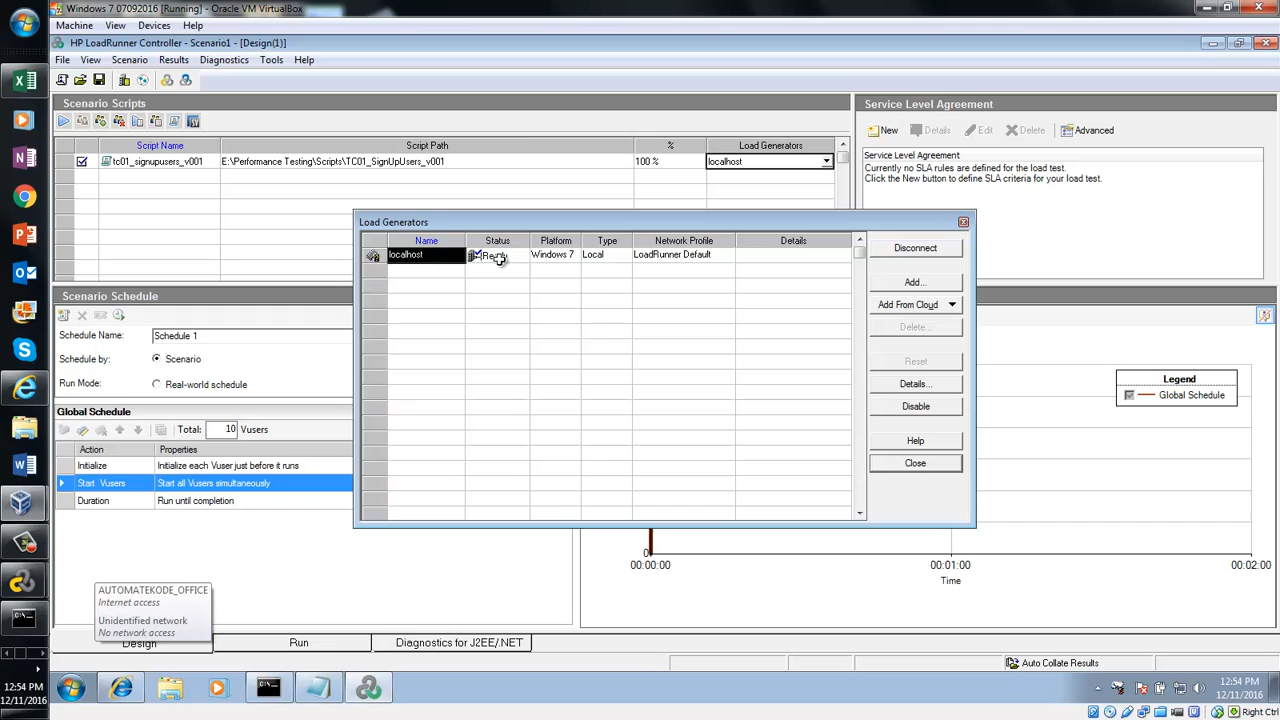 Windows 7 07092016 [Running] - Oracle VM VirtualBox
Machine View Devices Help
HP LoadRunner Controller - Scenario1 - [Design(1)]
File View Scenario Results Diagnostics Tools Help
Scenario Scripts
Service Level Agreement
New Details Edit Delete Advanced
Script Name Script Path % Load Generators
tc01_signupusers_v001 E:\Performance Testing\Scripts\TC01_SignUpUsers_v001 100 % localhost
Service Level Agreement
Currently no SLA rules are defined for the load test.
Click the New button to define SLA criteria for your load test.
Load Generators
Name Status Platform Type Network Profile Details
localhost Ready Windows 7 Local LoadRunner Default
Disconnect
Add...
Add From Cloud
Delete...
Reset
Details...
Disable
Help
Close
Scenario Schedule
Schedule Name: Schedule 1
Schedule by: Scenario
Run Mode: Real-world schedule
Global Schedule
Total: 10 Vusers
Action Properties
Initialize Initialize each Vuser just before it runs
Start Vusers Start all Vusers simultaneously
Duration Run until completion
Legend
Global Schedule
0
00:00:00 00:01:00 00:02:00
Time
AUTOMATEKODE_OFFICE
Internet access
Unidentified network
No network access
Design Run Diagnostics for J2EE/.NET
Auto Collate Results
12:54 PM
12/11/2016
12:54 PM
12/11/2016
Right Ctrl